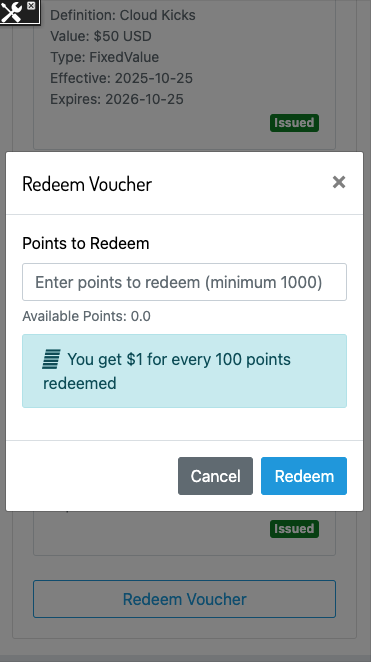 Definition: Cloud Kicks
Value: $50 USD
Type: FixedValue
Effective: 2025-10-25
Expires: 2026-10-25
Issued
Redeem Voucher
×
Points to Redeem
Enter points to redeem (minimum 1000)
Available Points: 0.0
You get $1 for every 100 points
redeemed
Cancel Redeem
Issued
Redeem Voucher